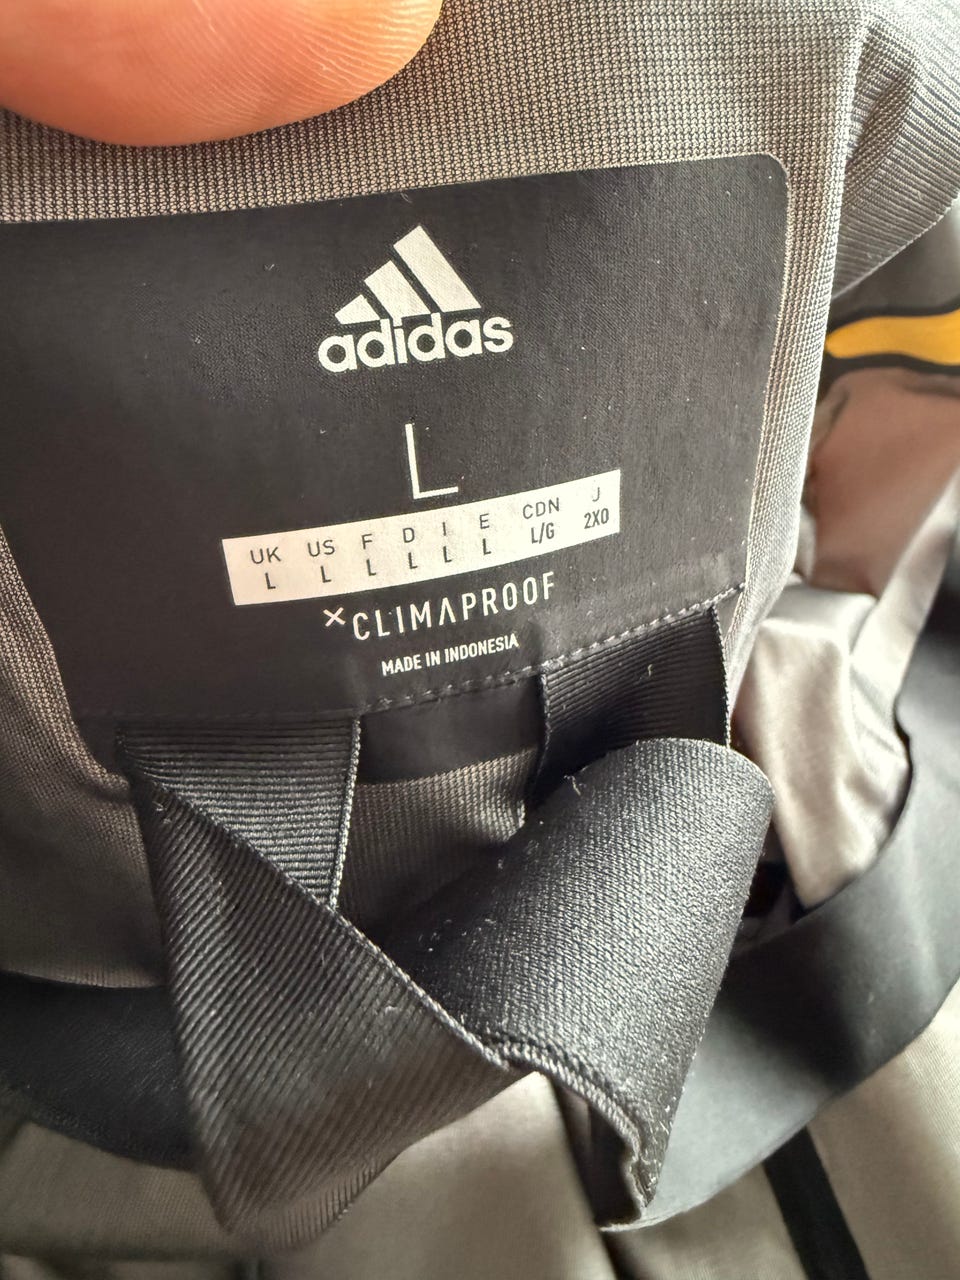 adidas
L
UK US F D I E CDN J
L L L L L L L/G 2XO
×CLIMAPROOF
MADE IN INDONESIA